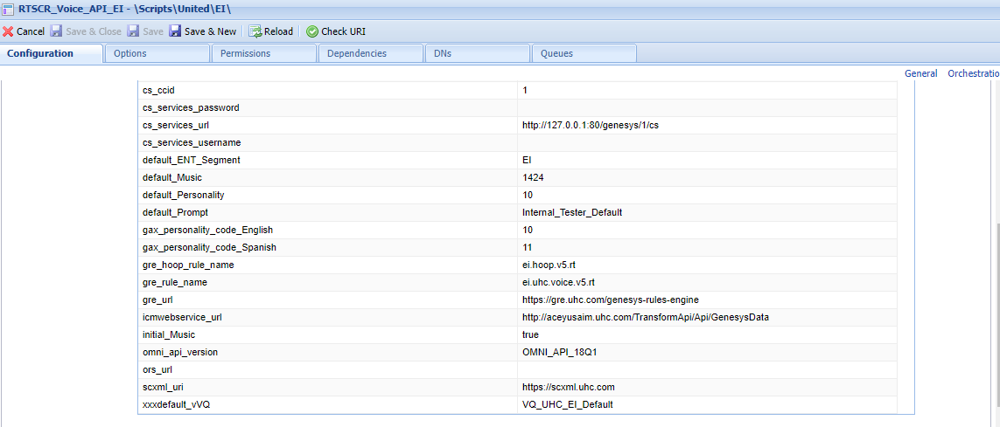 RTSCR_Voice_API_EI - \Scripts\United\EI\
Cancel Save & Close Save Save & New Reload Check URI
Configuration Options Permissions Dependencies DNs Queues
General Orchestratio
cs_ccid 1
cs_services_password
cs_services_url http://127.0.0.1:80/genesys/1/cs
cs_services_username
default_ENT_Segment EI
default_Music 1424
default_Personality 10
default_Prompt Internal_Tester_Default
gax_personality_code_English 10
gax_personality_code_Spanish 11
gre_hoop_rule_name ei.hoop.v5.rt
gre_rule_name ei.uhc.voice.v5.rt
gre_url https://gre.uhc.com/genesys-rules-engine
icmwebservice_url http://aceyusaim.uhc.com/TransformApi/Api/GenesysData
initial_Music true
omni_api_version OMNI_API_18Q1
ors_url
scxml_uri https://scxml.uhc.com
xxxdefault_vVQ VQ_UHC_EI_Default